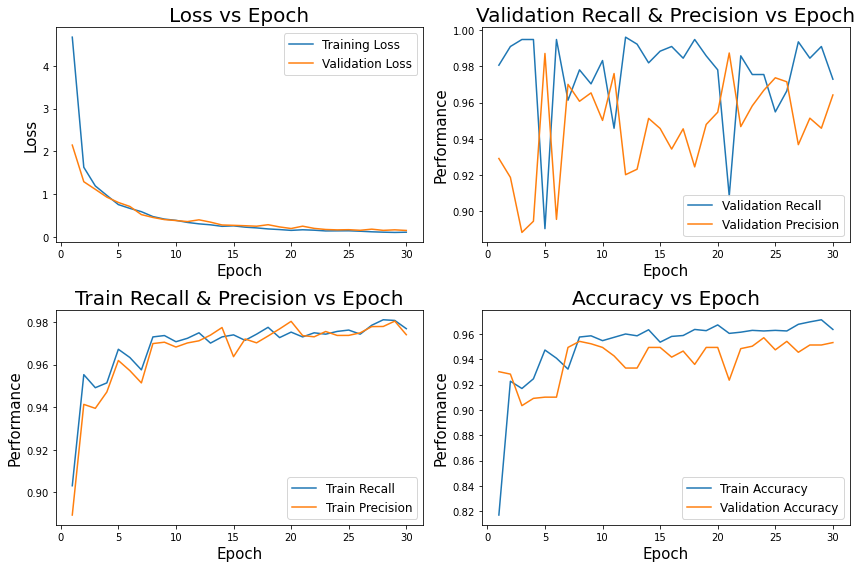 Loss vs Epoch
Loss
4
3
2
1
0
Training Loss
Validation Loss
0 5 10 15 20 25 30
Epoch
Validation Recall & Precision vs Epoch
Performance
1.00
0.98
0.96
0.94
0.92
0.90
Validation Recall
Validation Precision
0 5 10 15 20 25 30
Epoch
Train Recall & Precision vs Epoch
Performance
0.98
0.96
0.94
0.92
0.90
Train Recall
Train Precision
0 5 10 15 20 25 30
Epoch
Accuracy vs Epoch
Performance
0.96
0.94
0.92
0.90
0.88
0.86
0.84
0.82
Train Accuracy
Validation Accuracy
0 5 10 15 20 25 30
Epoch